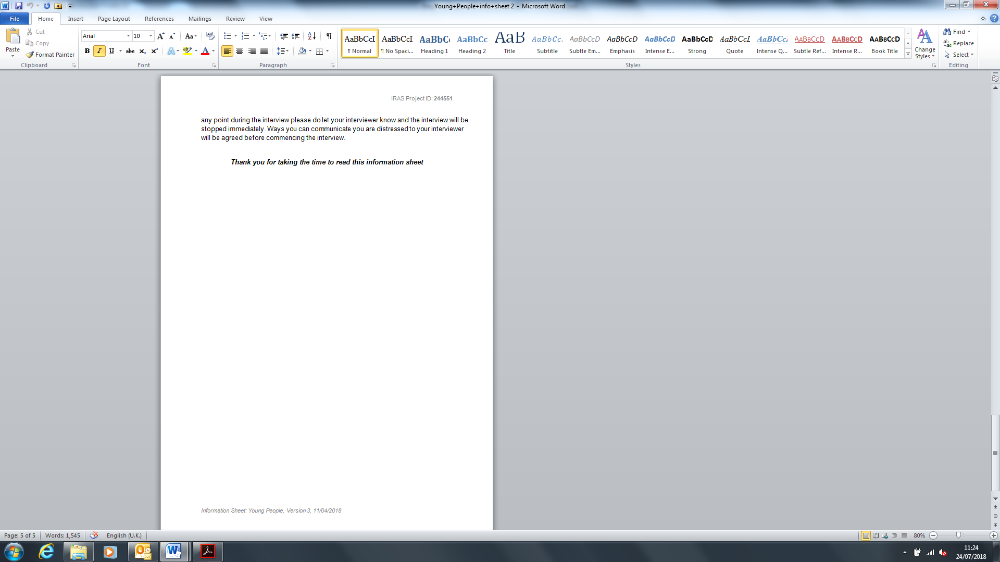 Young+People+info+sheet 2 - Microsoft Word
File Home Insert Page Layout References Mailings Review View
Paste
Cut
Copy
Format Painter
Clipboard
Arial 10
Font
Paragraph
AaBbCcI AaBbCcI AaBbC AaBbCc AaB AaBbCc. AaBbCcD AaBbCcD AaBbCcD AaBbCcD AaBbCcI AaBbCcI AABBCCD AABBCCD AABBCCD
¶ Normal ¶ No Spaci... Heading 1 Heading 2 Title Subtitle Subtle Em... Emphasis Intense E... Strong Quote Intense Q... Subtle Ref... Intense R... Book Title
Change
Styles
Styles
Find
Replace
Select
Editing
IRAS Project ID: 244551
any point during the interview please do let your interviewer know and the interview will be
stopped immediately. Ways you can communicate you are distressed to your interviewer
will be agreed before commencing the interview.
Thank you for taking the time to read this information sheet
Information Sheet: Young People, Version 3, 11/04/2018
Page: 5 of 5 Words: 1,545 English (U.K.) 80%
11:24
24/07/2018